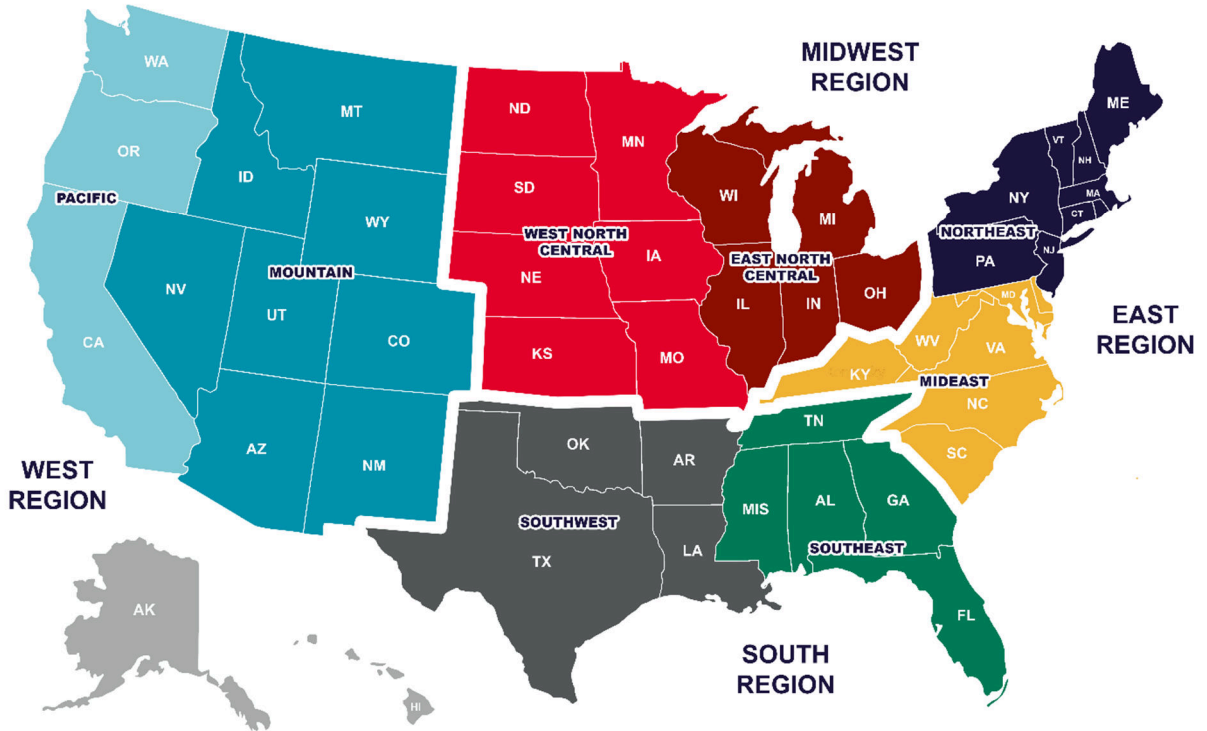 MIDWEST
REGION
WA
MT
ND
MN
ME
VT
NH
OR
ID
SD
WI
MI
NY
MA
CT
PACIFIC
WY
WEST NORTH
CENTRAL
EAST NORTH
CENTRAL
NORTHEAST
MOUNTAIN
NE
IA
PA
NJ
NV
UT
CO
IL
IN
OH
MD
CA
KS
MO
KY
WV
VA
EAST
REGION
MIDEAST
NC
SC
AZ
NM
OK
AR
TN
WEST
REGION
SOUTHWEST
MIS
AL
GA
TX
LA
SOUTHEAST
FL
AK
HI
SOUTH
REGION